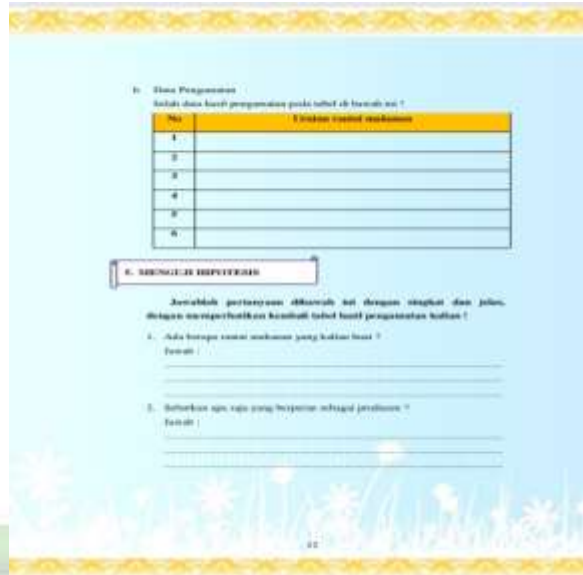 b. Data Pengamatan
Isilah data hasil pengamatan pada tabel di bawah ini !
No Urutan rantai makanan
1
2
3
4
5
6
5. MENGUJI HIPOTESIS
Jawablah pertanyaan dibawah ini dengan singkat dan jelas,
dengan memperhatikan kembali tabel hasil pengamatan kalian !
1. Ada berapa rantai makanan yang kalian buat ?
Jawab :
2. Sebutkan apa saja yang berperan sebagai produsen ?
Jawab :